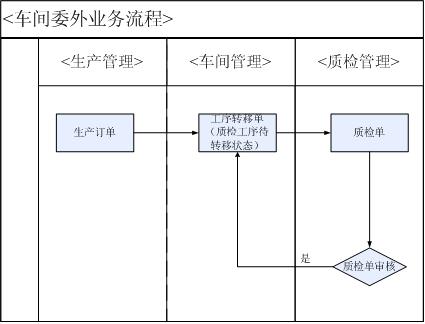 <车间委外业务流程>
<生产管理>
<车间管理>
<质检管理>
生产订单
工序转移单
（质检工序待
转移状态）
质检单
是
质检单审核